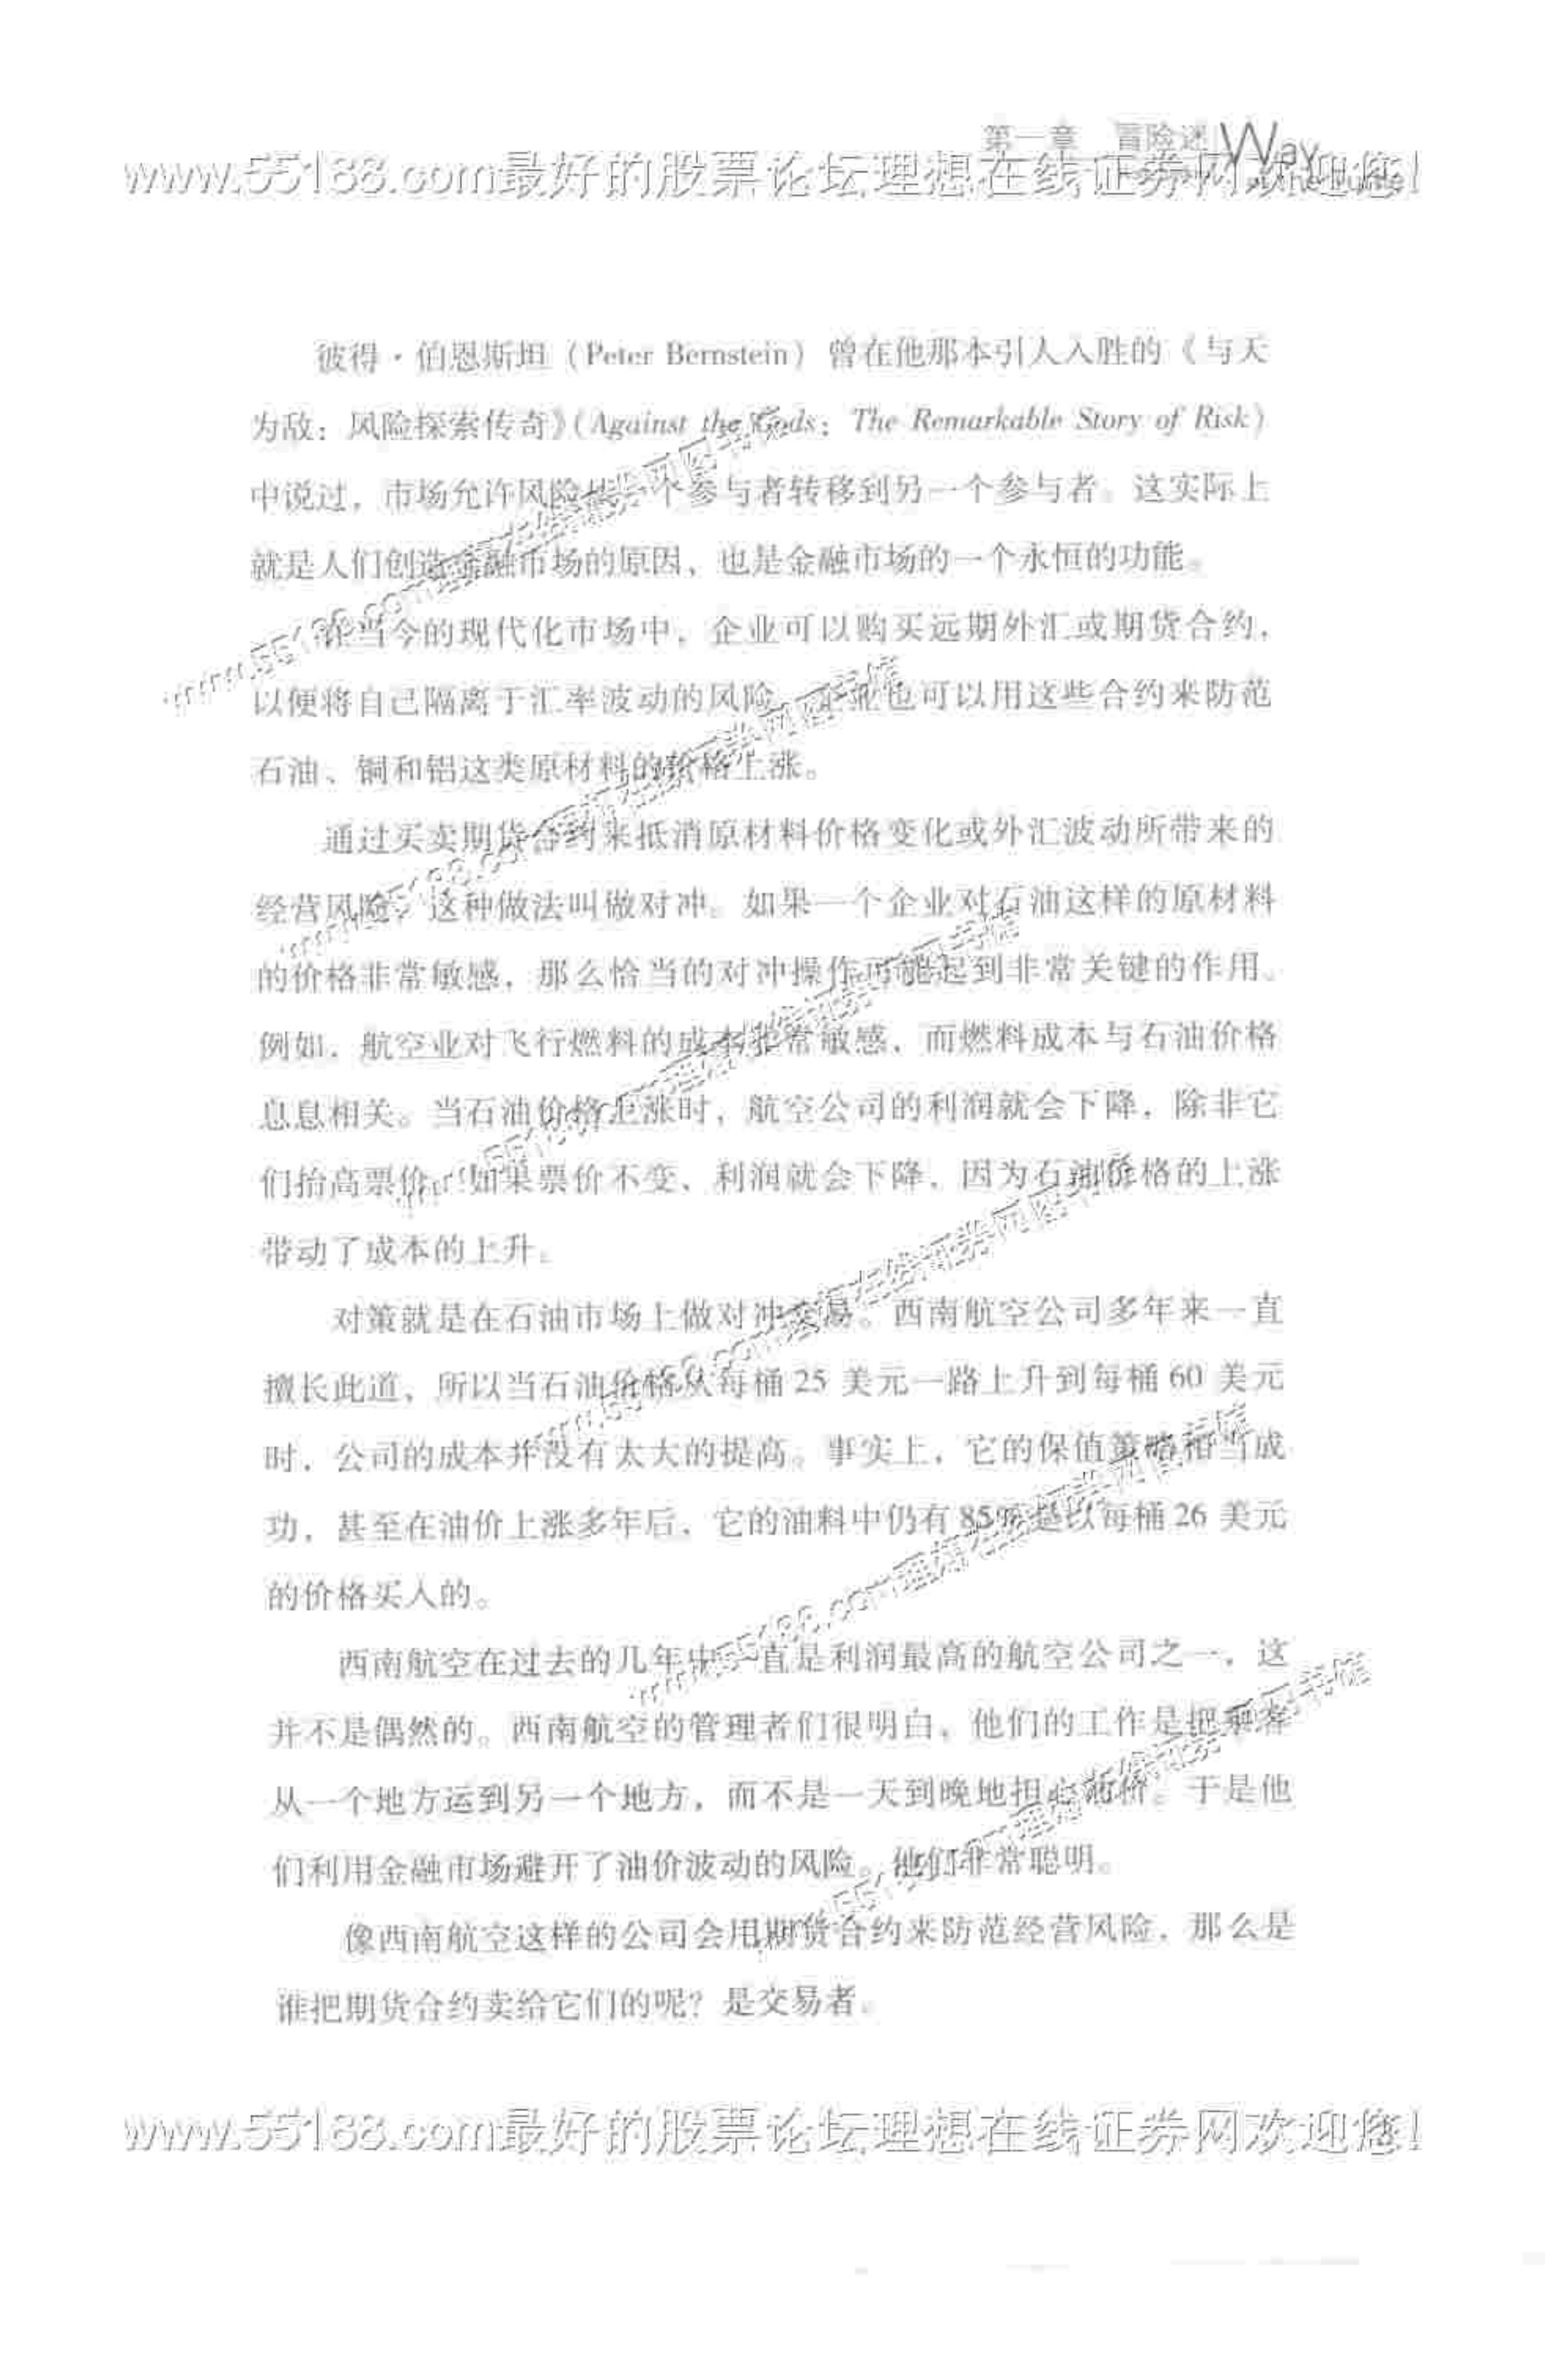 第一章 冒险迷 Way
www.55188.com最好的股票论坛理想在线证券网欢迎您!
彼得·伯恩斯坦（Peter Bernstein）曾在他那本引人入胜的《与天
为敌：风险探索传奇》（Against the Gods：The Remarkable Story of Risk）
中说过，市场允许风险从一个参与者转移到另一个参与者。这实际上
就是人们创造金融市场的原因，也是金融市场的一个永恒的功能。
在当今的现代化市场中，企业可以购买远期外汇或期货合约，
以便将自己隔离于汇率波动的风险。企业也可以用这些合约来防范
石油、铜和铝这类原材料的价格上涨。
通过买卖期货合约来抵消原材料价格变化或外汇波动所带来的
经营风险，这种做法叫做对冲。如果一个企业对石油这样的原材料
的价格非常敏感，那么恰当的对冲操作可能起到非常关键的作用。
例如，航空业对飞行燃料的成本非常敏感，而燃料成本与石油价格
息息相关。当石油价格上涨时，航空公司的利润就会下降，除非它
们抬高票价。如果票价不变，利润就会下降，因为石油价格的上涨
带动了成本的上升。
对策就是在石油市场上做对冲交易。西南航空公司多年来一直
擅长此道，所以当石油价格从每桶 25 美元一路上升到每桶 60 美元
时，公司的成本并没有太大的提高。事实上，它的保值策略相当成
功，甚至在油价上涨多年后，它的油料中仍有 85%是以每桶 26 美元
的价格买入的。
西南航空在过去的几年中一直是利润最高的航空公司之一，这
并不是偶然的。西南航空的管理者们很明白，他们的工作是把乘客
从一个地方运到另一个地方，而不是一天到晚地担心油价。于是他
们利用金融市场避开了油价波动的风险。他们非常聪明。
像西南航空这样的公司会用期货合约来防范经营风险，那么是
谁把期货合约卖给它们的呢？是交易者。
www.55188.com最好的股票论坛理想在线证券网欢迎您!